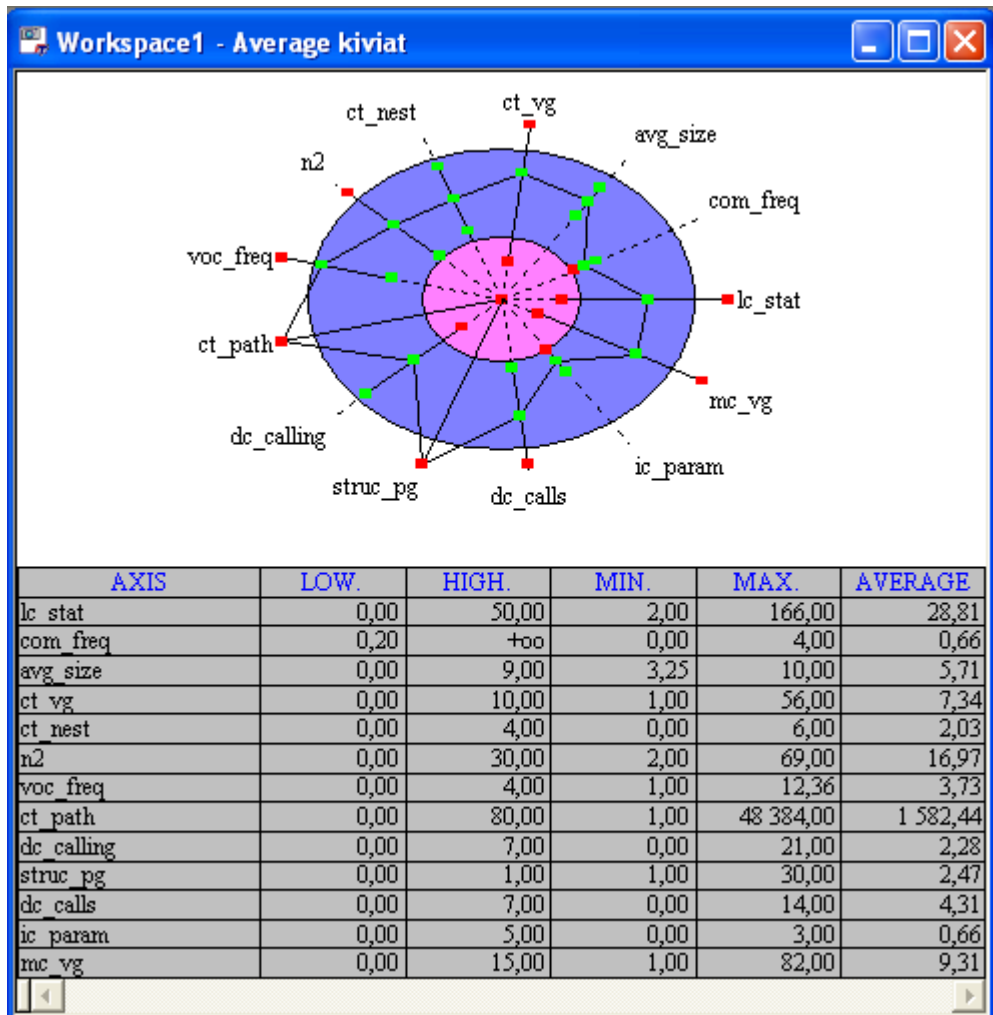 Workspace1 - Average kiviat
ct_nest
ct_vg
avg_size
n2
com_freq
voc_freq
lc_stat
ct_path
mc_vg
dc_calling
ic_param
struc_pg
dc_calls
AXIS LOW. HIGH. MIN. MAX. AVERAGE
lc_stat 0,00 50,00 2,00 166,00 28,81
com_freq 0,20 +oo 0,00 4,00 0,66
avg_size 0,00 9,00 3,25 10,00 5,71
ct_vg 0,00 10,00 1,00 56,00 7,34
ct_nest 0,00 4,00 0,00 6,00 2,03
n2 0,00 30,00 2,00 69,00 16,97
voc_freq 0,00 4,00 1,00 12,36 3,73
ct_path 0,00 80,00 1,00 48 384,00 1 582,44
dc_calling 0,00 7,00 0,00 21,00 2,28
struc_pg 0,00 1,00 1,00 30,00 2,47
dc_calls 0,00 7,00 0,00 14,00 4,31
ic_param 0,00 5,00 0,00 3,00 0,66
mc_vg 0,00 15,00 1,00 82,00 9,31